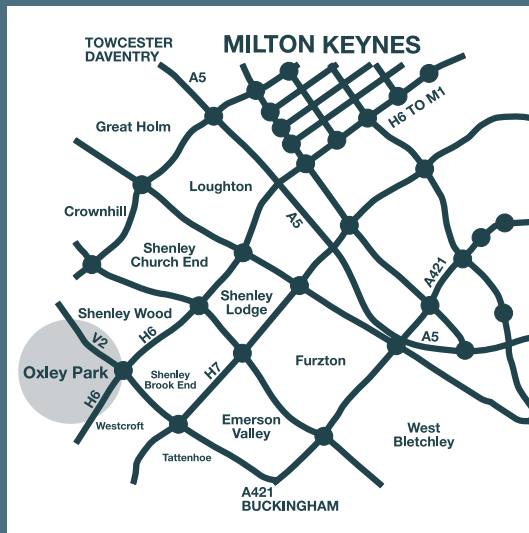 TOWCESTER
DAVENTRY
MILTON KEYNES
A5
H6 TO M1
Great Holm
Loughton
Crownhill
A5
Shenley
Church End
A421
Shenley
Lodge
Shenley Wood
H6
V2
A5
Oxley Park
Shenley
Brook End
H7
Furzton
H6
Westcroft
Emerson
Valley
West
Bletchley
Tattenhoe
A421
BUCKINGHAM